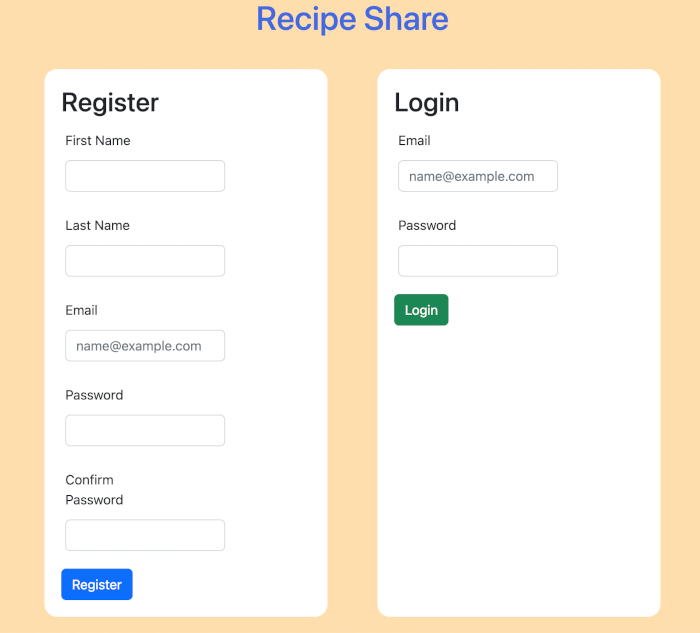 Recipe Share
Register
First Name
Last Name
Email
name@example.com
Password
Confirm
Password
Register
Login
Email
name@example.com
Password
Login